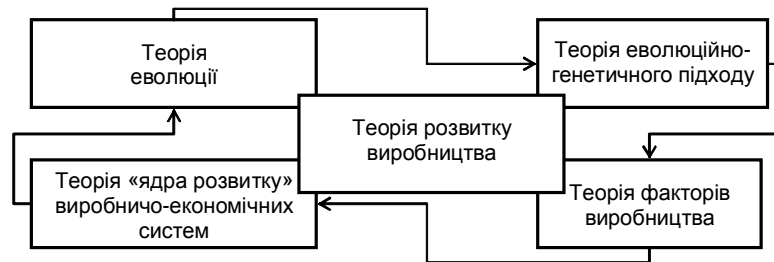 Теорія
еволюції
Теорія еволюційно-
генетичного підходу
Теорія розвитку
виробництва
Теорія «ядра розвитку»
виробничо-економічних
систем
Теорія факторів
виробництва